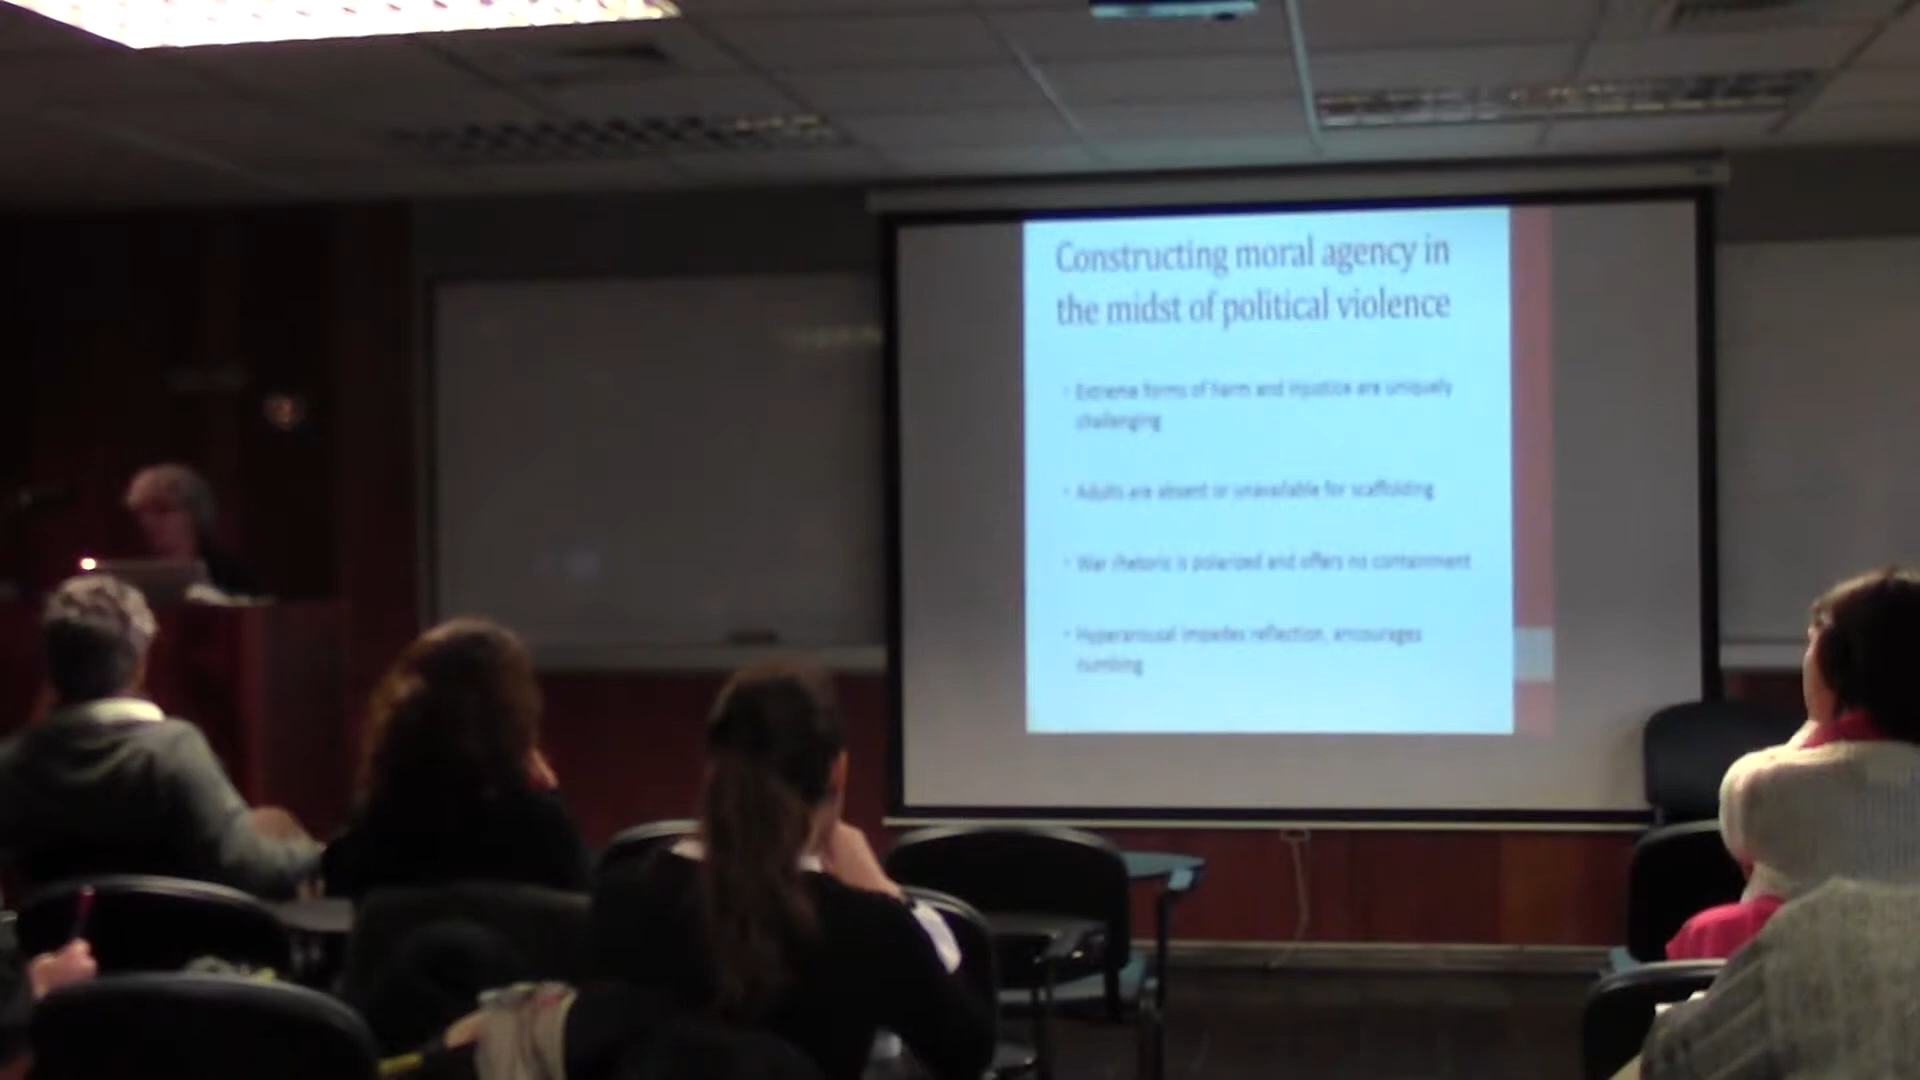 Constructing moral agency in
the midst of political violence
• Extreme forms of harm and injustice are uniquely
challenging
• Adults are absent or unavailable for scaffolding
• War rhetoric is polarized and offers no containment
• Hyperarousal impedes reflection, encourages
numbing